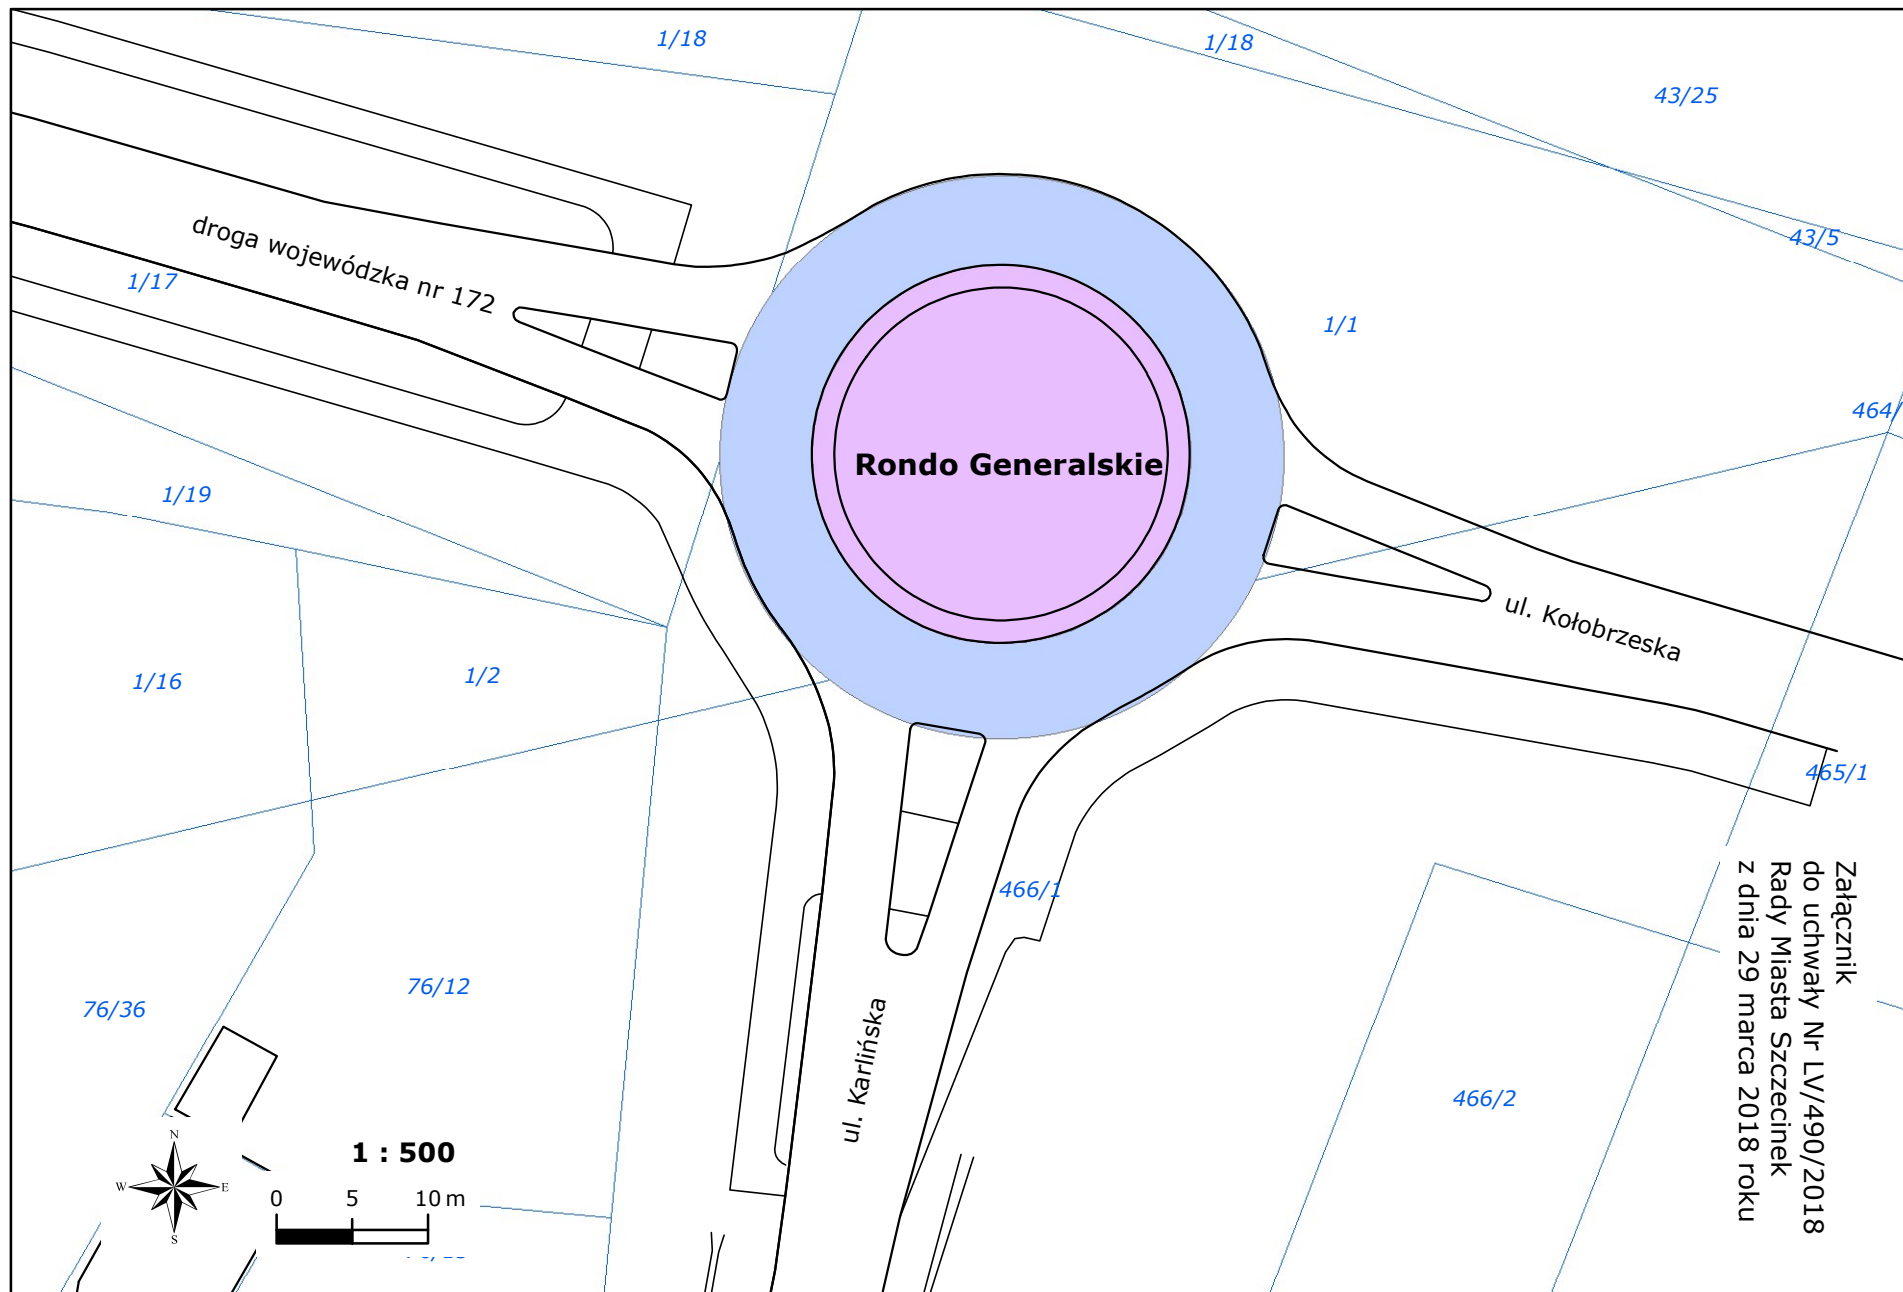 1/18
1/18
43/25
43/5
droga wojewódzka nr 172
1/17
1/1
464/
Rondo Generalskie
1/19
ul. Kołobrzeska
1/16
1/2
465/1
466/1
Załącznik
do uchwały Nr LV/490/2018
Rady Miasta Szczecinek
z dnia 29 marca 2018 roku
76/36
76/12
ul. Karlińska
466/2
N
W E
S
1 : 500
0 5 10 m